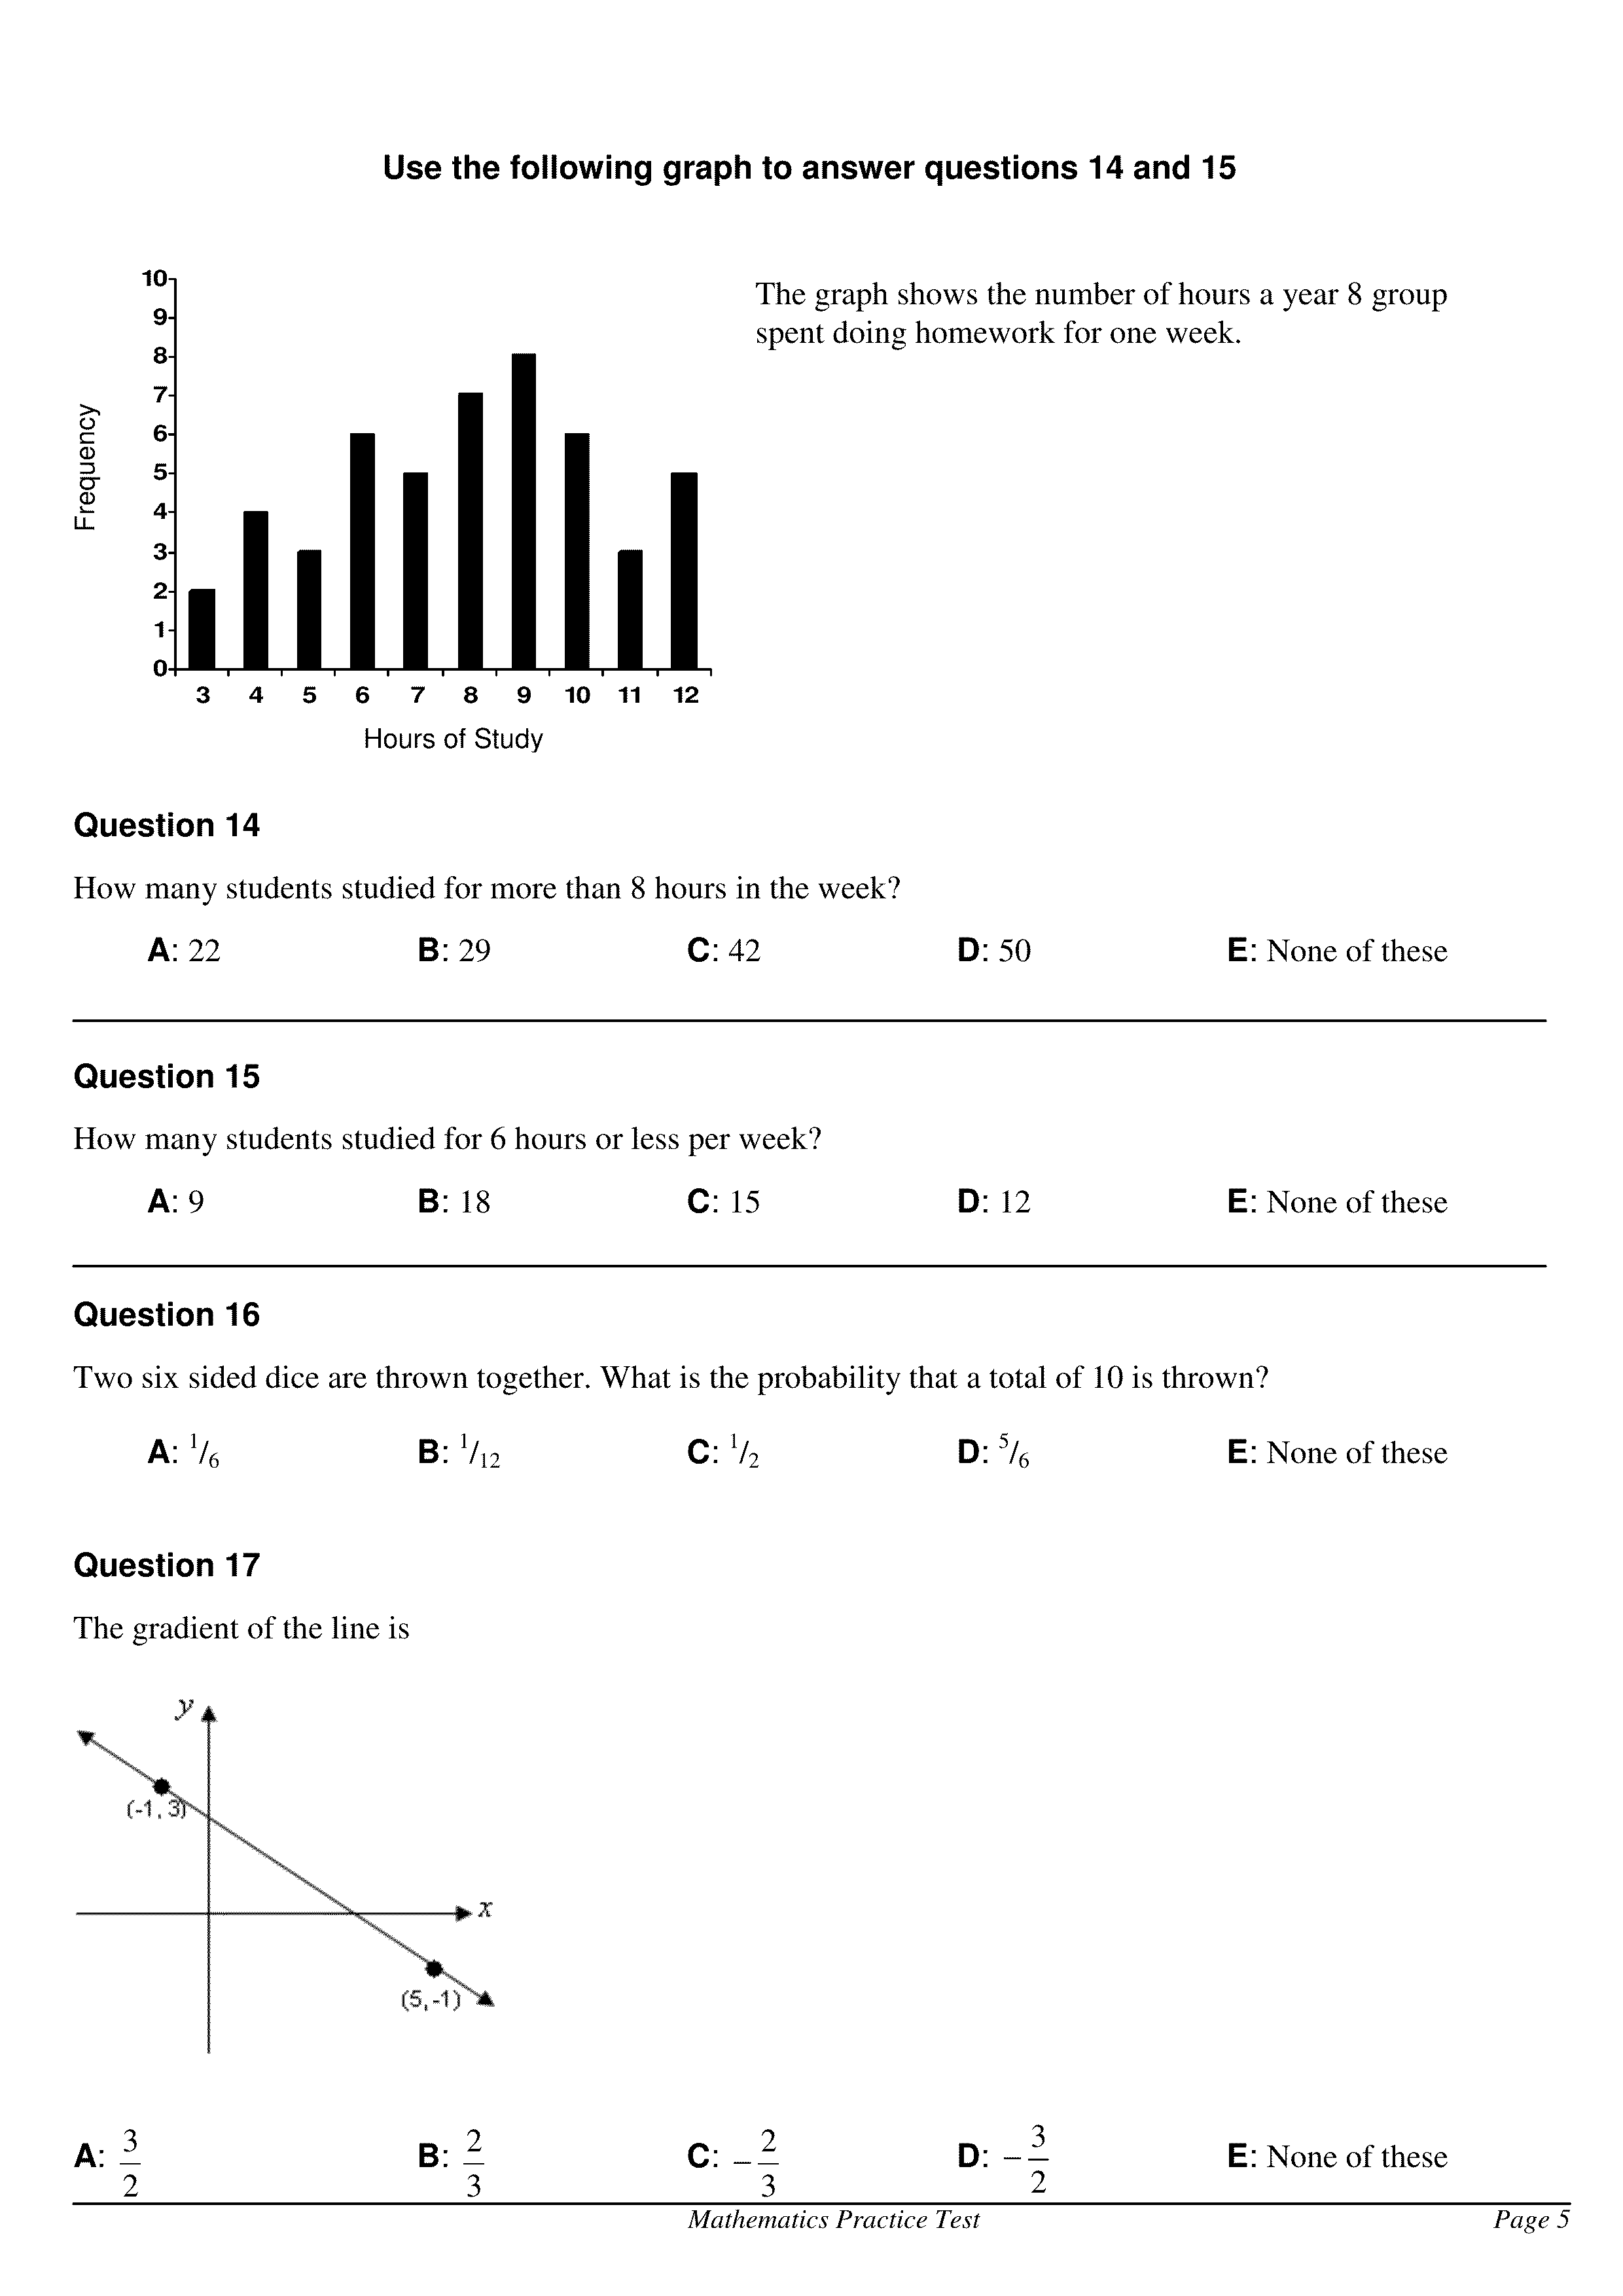 Use the following graph to answer questions 14 and 15
10
9
8
7
6
5
4
3
2
1
0
Frequency
3 4 5 6 7 8 9 10 11 12
Hours of Study
The graph shows the number of hours a year 8 group
spent doing homework for one week.
Question 14
How many students studied for more than 8 hours in the week?
A: 22 B: 29 C: 42 D: 50 E: None of these
Question 15
How many students studied for 6 hours or less per week?
A: 9 B: 18 C: 15 D: 12 E: None of these
Question 16
Two six sided dice are thrown together. What is the probability that a total of 10 is thrown?
A: 1/6 B: 1/12 C: 1/2 D: 5/6 E: None of these
Question 17
The gradient of the line is
y
(-1, 3)
x
(5,-1)
A: 3/2 B: 2/3 C: −2/3 D: −3/2 E: None of these
Mathematics Practice Test Page 5